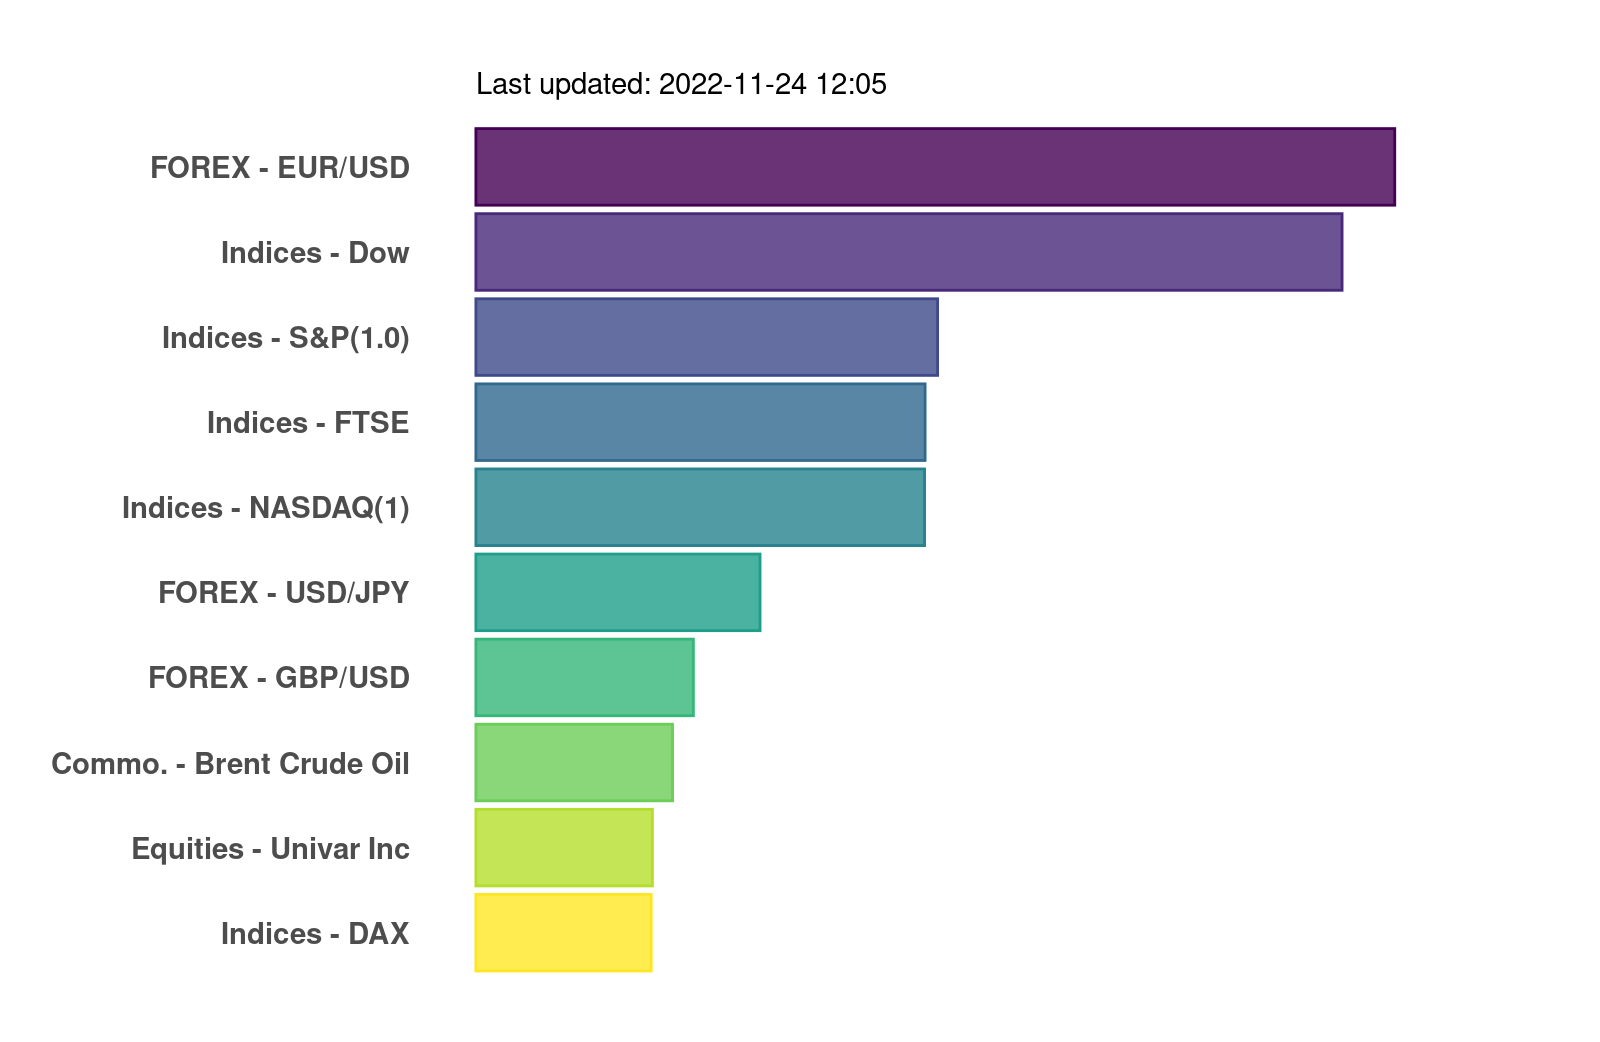 Last updated: 2022-11-24 12:05
FOREX - EUR/USD
Indices - Dow
Indices - S&P(1.0)
Indices - FTSE
Indices - NASDAQ(1)
FOREX - USD/JPY
FOREX - GBP/USD
Commo. - Brent Crude Oil
Equities - Univar Inc
Indices - DAX